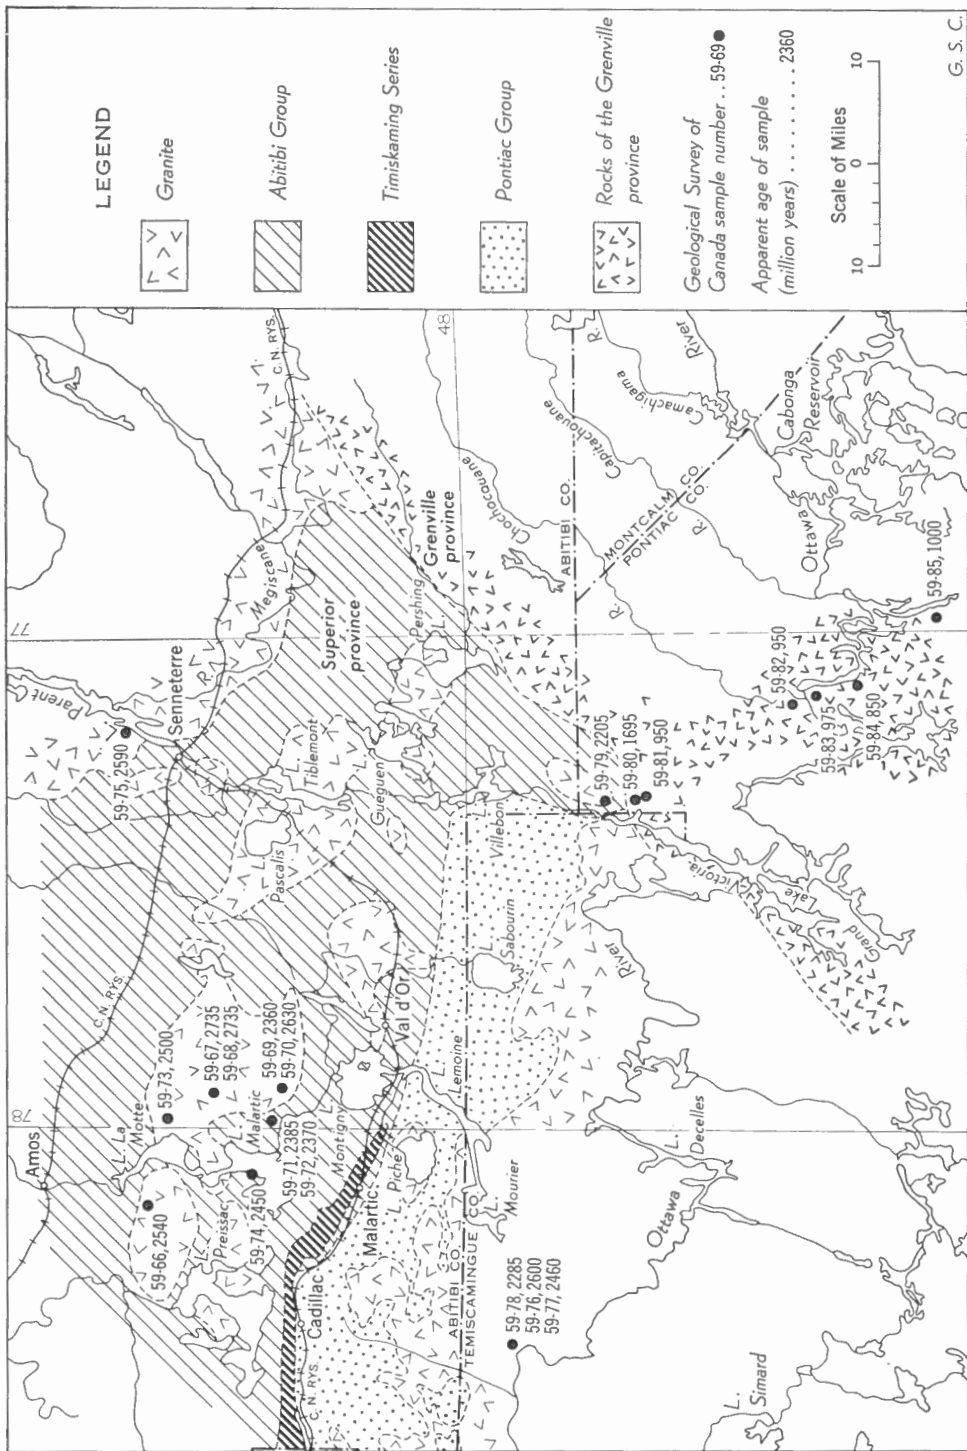 LEGEND
Granite
Abitibi Group
Timiskaming Series
Pontiac Group
Rocks of the Grenville
province
Geological Survey of
Canada sample number..59-69
Apparent age of sample
(million years)..........2360
Scale of Miles
10 0 10
G. S. C.
78
77
48
Amos
C.N. RYS.
Parent
L.
59-75, 2590
Senneterre
R.
Megiscane
C.N. RYS.
L. La
Motte
59-73, 2500
59-66, 2540
59-67, 2735
59-68, 2735
L.
Preissac
L.
Malartic
59-74, 2450
59-69, 2360
59-70, 2630
59-71, 2385
59-72, 2370
L.
Montigny
L.
Pascalis
L.
Tiblemont
Superior
province
L.
Gueguen
Pershing
L.
Grenville
province
Cadillac
C.N. RYS.
Malartic
L. Piche
Val d'Or
L.
Lemoine
L.
Sabourin
L.
Villebon
Chochocouane
R.
Capitachouane
R.
Camachigama
R.
River
ABITIBI CO.
TEMISCAMINGUE CO.
ABITIBI CO.
MONTCALM CO.
PONTIAC CO.
L.
Mourier
59-78, 2285
59-76, 2600
59-77, 2460
59-79, 2205
59-80, 1695
59-81, 950
River
Victoria
Lake
Grand
Ottawa
L.
Decelles
L.
Simard
Ottawa
Cabonga
Reservoir
59-82, 950
59-83, 975
59-84, 850
59-85, 1000